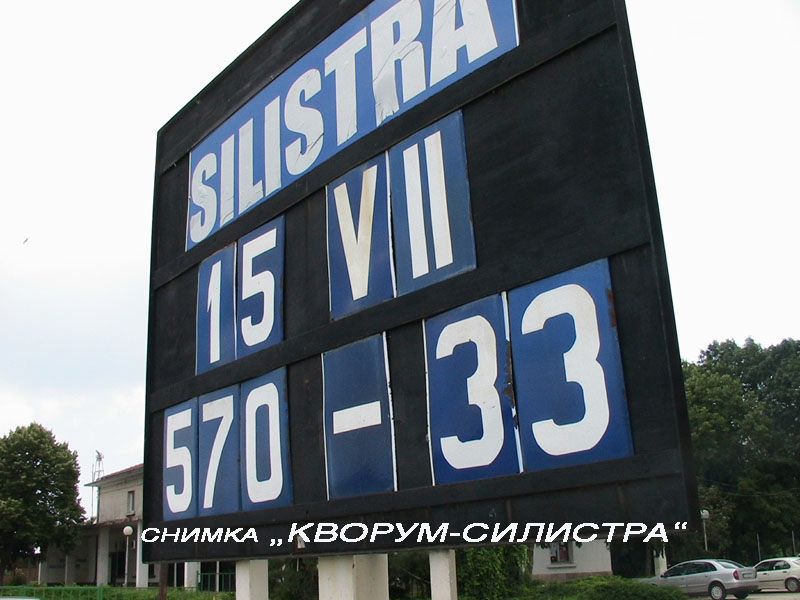 SILISTRA
15 VII
570 - 33
СНИМКА „КВОРУМ-СИЛИСТРА“